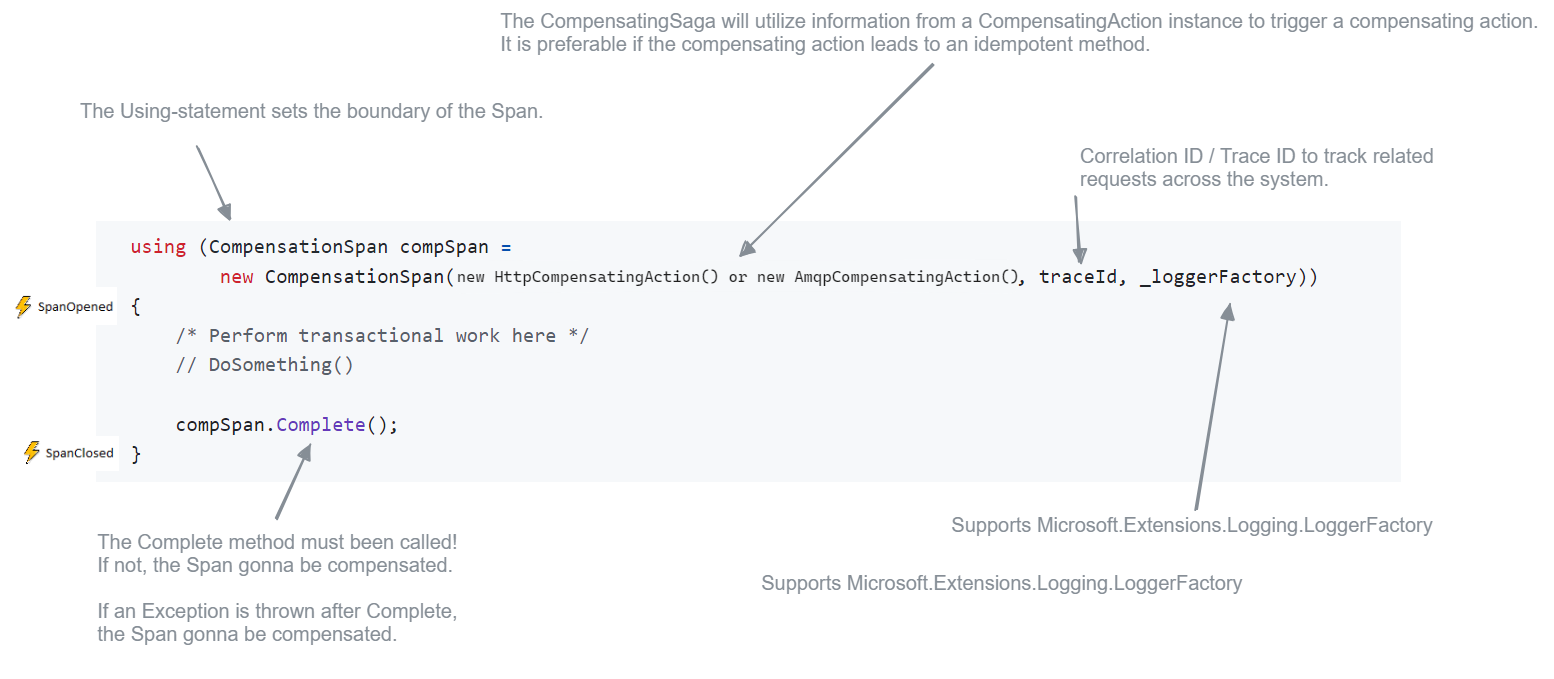 The CompensatingSaga will utilize information from a CompensatingAction instance to trigger a compensating action.
It is preferable if the compensating action leads to an idempotent method.
The Using-statement sets the boundary of the Span.
Correlation ID / Trace ID to track related
requests across the system.
using (CompensationSpan compSpan =
new CompensationSpan(new HttpCompensatingAction() or new AmqpCompensatingAction(), traceId, _loggerFactory))
SpanOpened {
/* Perform transactional work here */
// DoSomething()
compSpan.Complete();
SpanClosed }
The Complete method must been called!
If not, the Span gonna be compensated.
If an Exception is thrown after Complete,
the Span gonna be compensated.
Supports Microsoft.Extensions.Logging.LoggerFactory
Supports Microsoft.Extensions.Logging.LoggerFactory